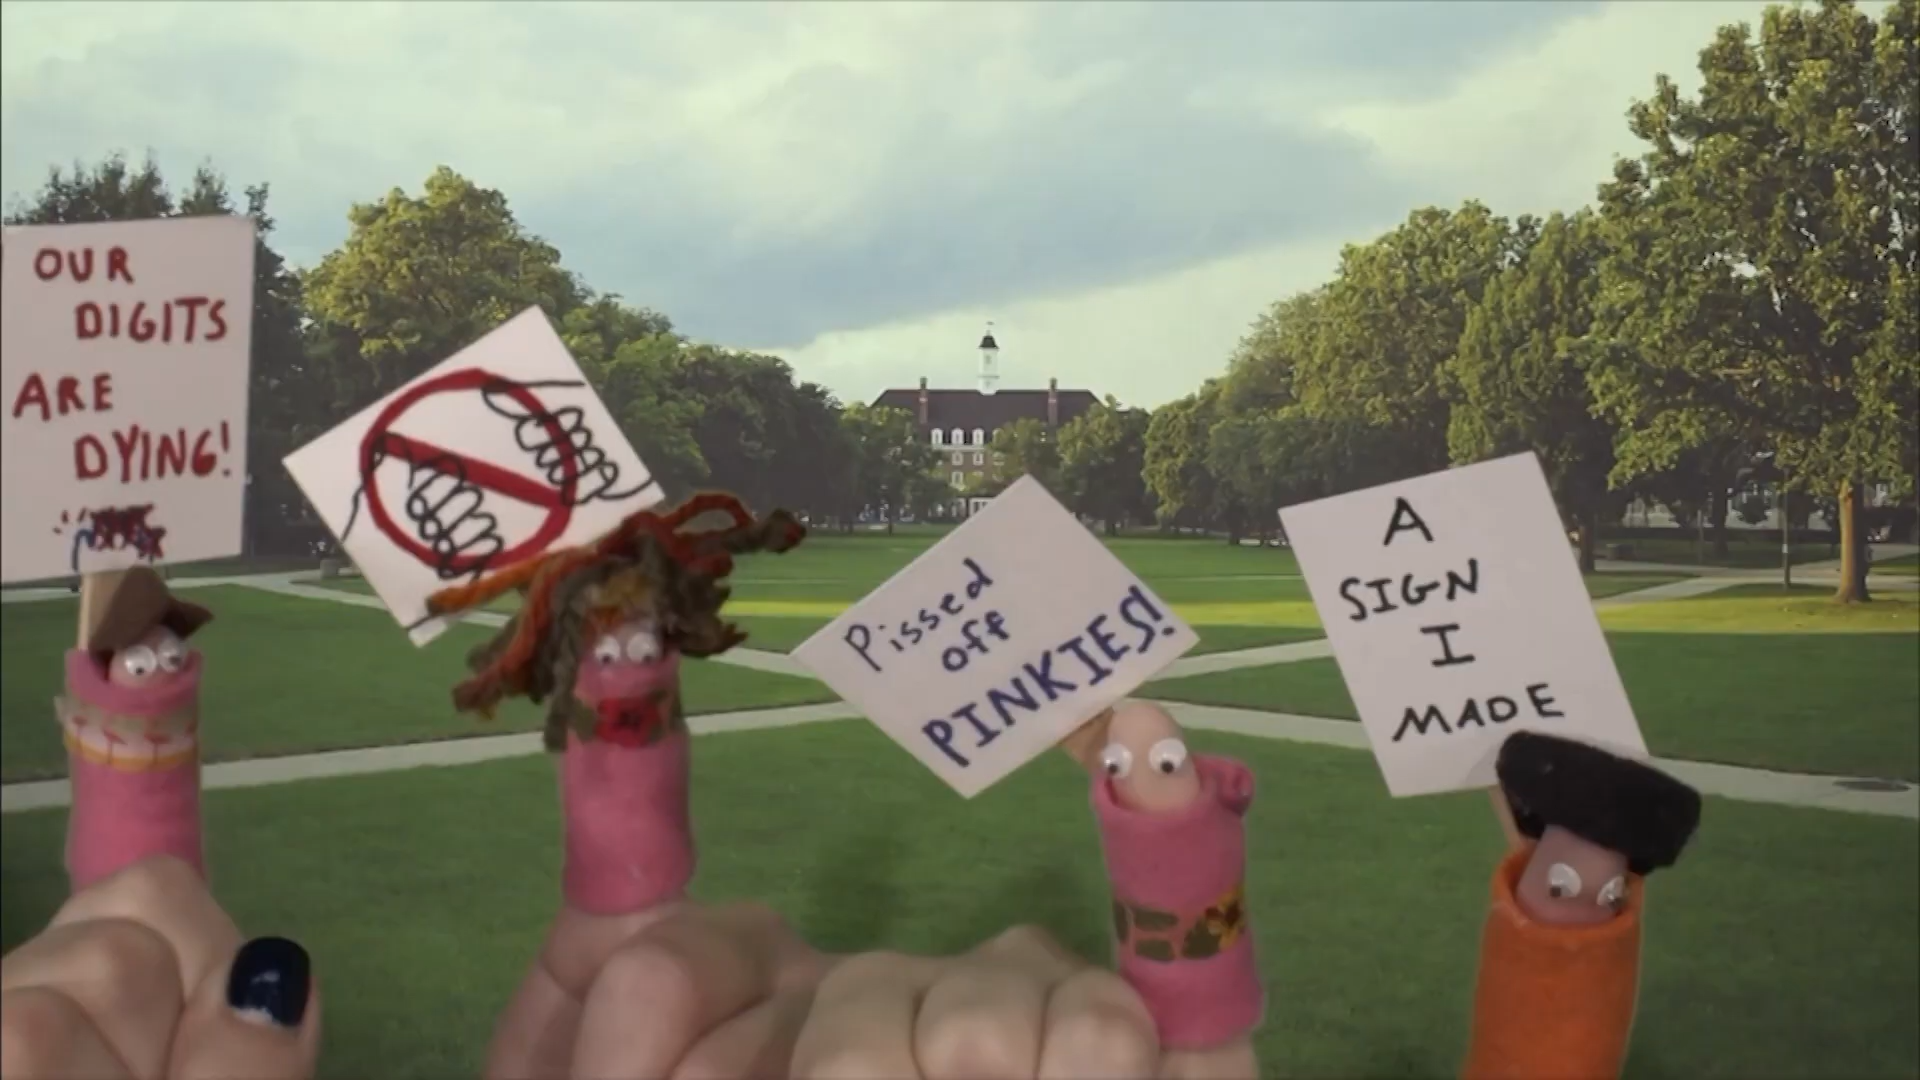 OUR
DIGITS
ARE
DYING!
Pissed
off
PINKIES!
A
SIGN
I
MADE